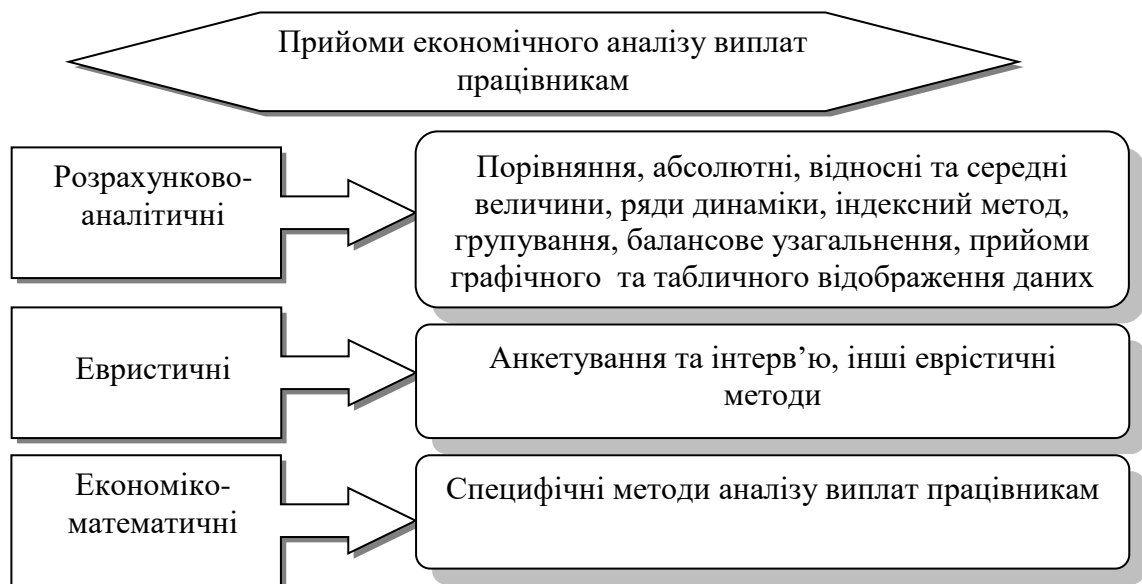 Прийоми економічного аналізу виплат
працівникам
Розрахунково-
аналітичні
Порівняння, абсолютні, відносні та середні
величини, ряди динаміки, індексний метод,
групування, балансове узагальнення, прийоми
графічного та табличного відображення даних
Евристичні
Анкетування та інтерв’ю, інші еврістичні
методи
Економіко-
математичні
Специфічні методи аналізу виплат працівникам